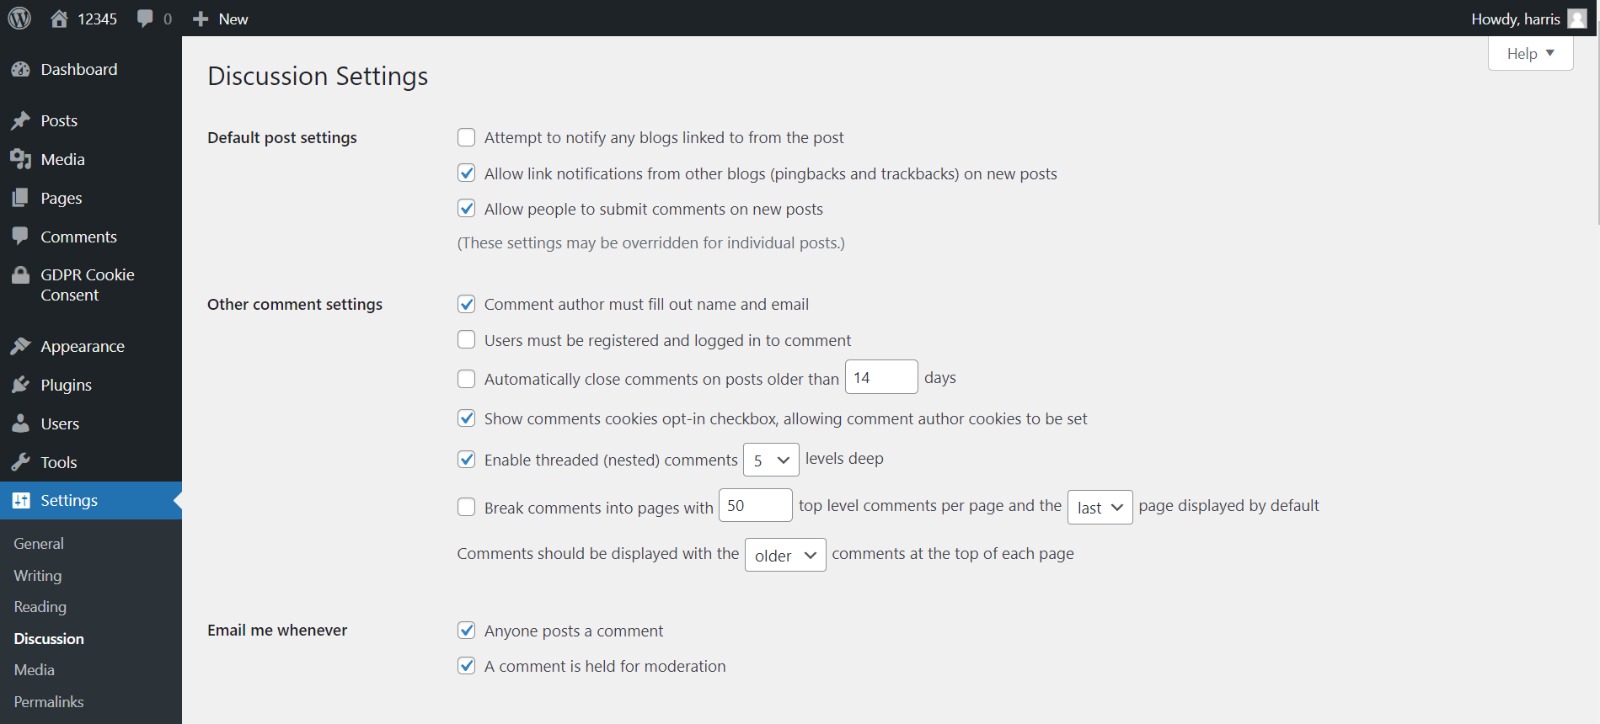 12345 0 New Howdy, harris
Help
Dashboard
Posts
Media
Pages
Comments
GDPR Cookie
Consent
Appearance
Plugins
Users
Tools
Settings
General
Writing
Reading
Discussion
Media
Permalinks
Discussion Settings
Default post settings
Attempt to notify any blogs linked to from the post
Allow link notifications from other blogs (pingbacks and trackbacks) on new posts
Allow people to submit comments on new posts
(These settings may be overridden for individual posts.)
Other comment settings
Comment author must fill out name and email
Users must be registered and logged in to comment
Automatically close comments on posts older than 14 days
Show comments cookies opt-in checkbox, allowing comment author cookies to be set
Enable threaded (nested) comments 5 levels deep
Break comments into pages with 50 top level comments per page and the last page displayed by default
Comments should be displayed with the older comments at the top of each page
Email me whenever
Anyone posts a comment
A comment is held for moderation